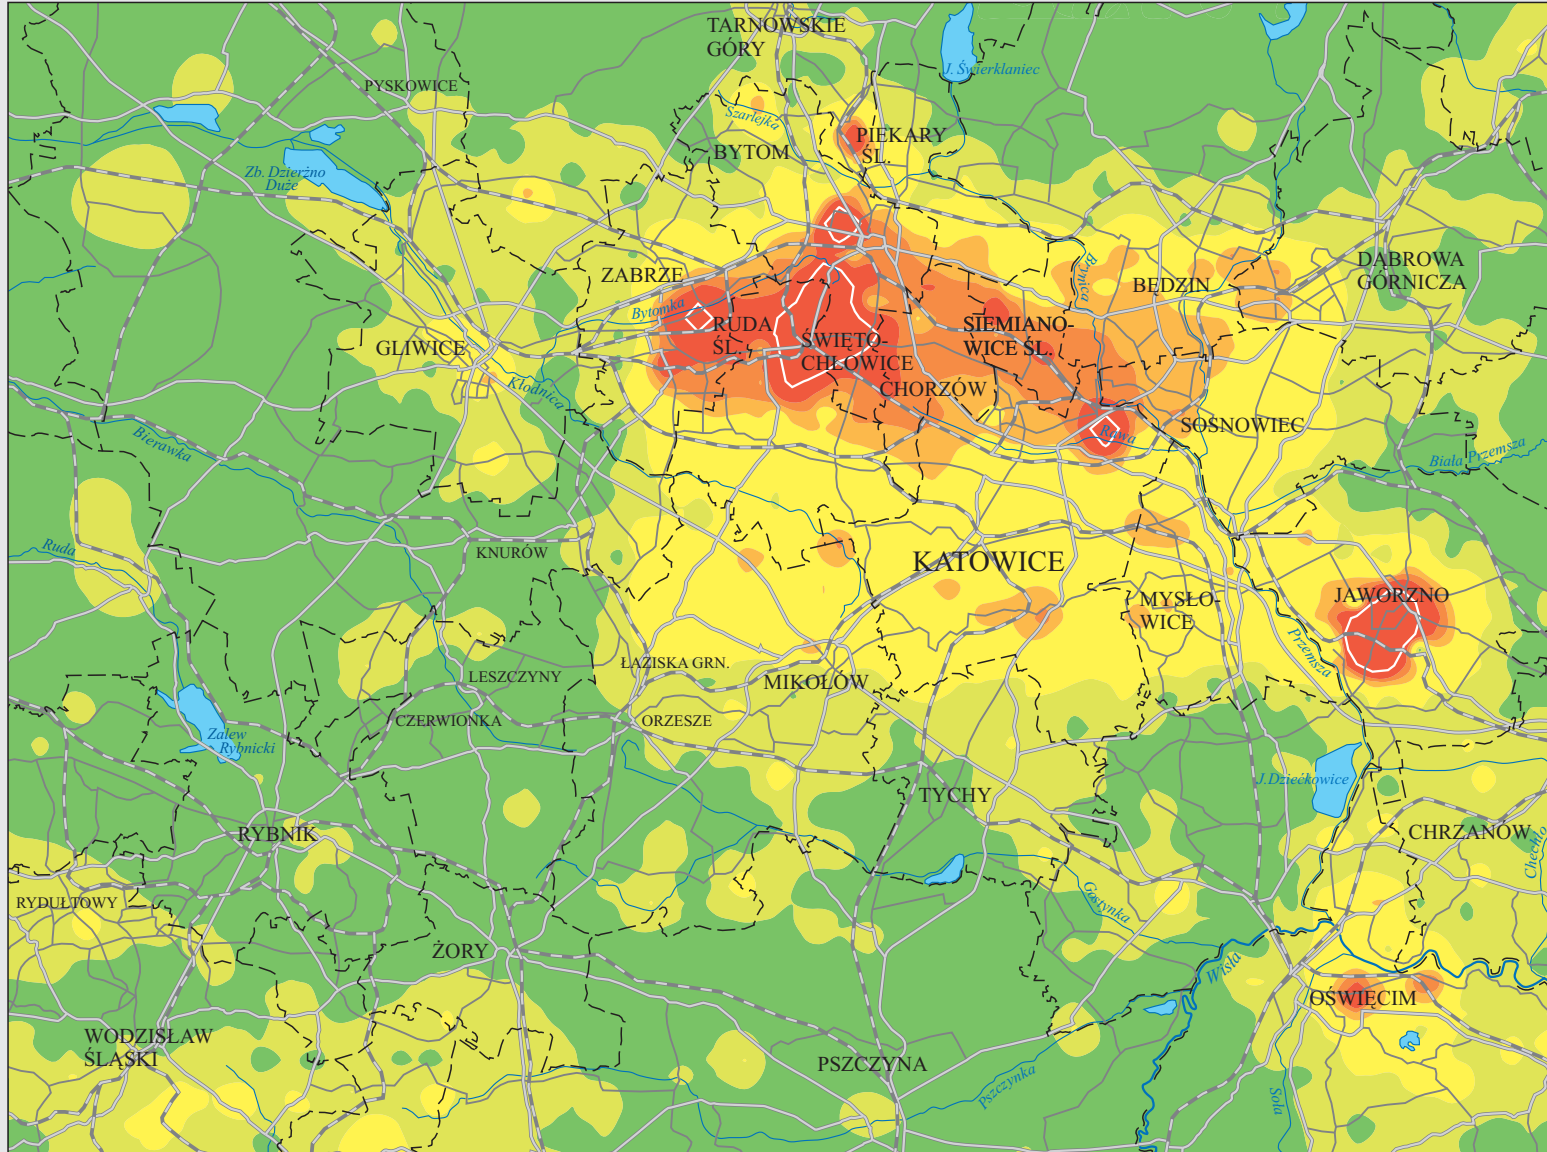 TARNOWSKIE
GÓRY
J. Świerklaniec
PYSKOWICE
Szarlejka
PIEKARY
ŚL.
BYTOM
Zb. Dzierżno
Duże
ZABRZE
Brynica
BĘDZIN
DĄBROWA
GÓRNICZA
Bytomka
RUDA
ŚL.
ŚWIĘTO-
CHŁOWICE
SIEMIANO-
WICE ŚL.
GLIWICE
Kłodnica
CHORZÓW
Rawa
SOSNOWIEC
Bierawka
Biała Przemsza
Ruda
KNURÓW
KATOWICE
MYSŁO-
WICE
JAWORZNO
Przemsza
ŁAZISKA GRN.
LESZCZYNY
MIKOŁÓW
CZERWIONKA
ORZESZE
Zalew
Rybnicki
J.Dziećkowice
TYCHY
RYBNIK
CHRZANÓW
Chechło
RYDUŁTOWY
Gostynka
ŻORY
Wisła
OŚWIĘCIM
WODZISŁAW
ŚLĄSKI
PSZCZYNA
Pszczynka
Soła